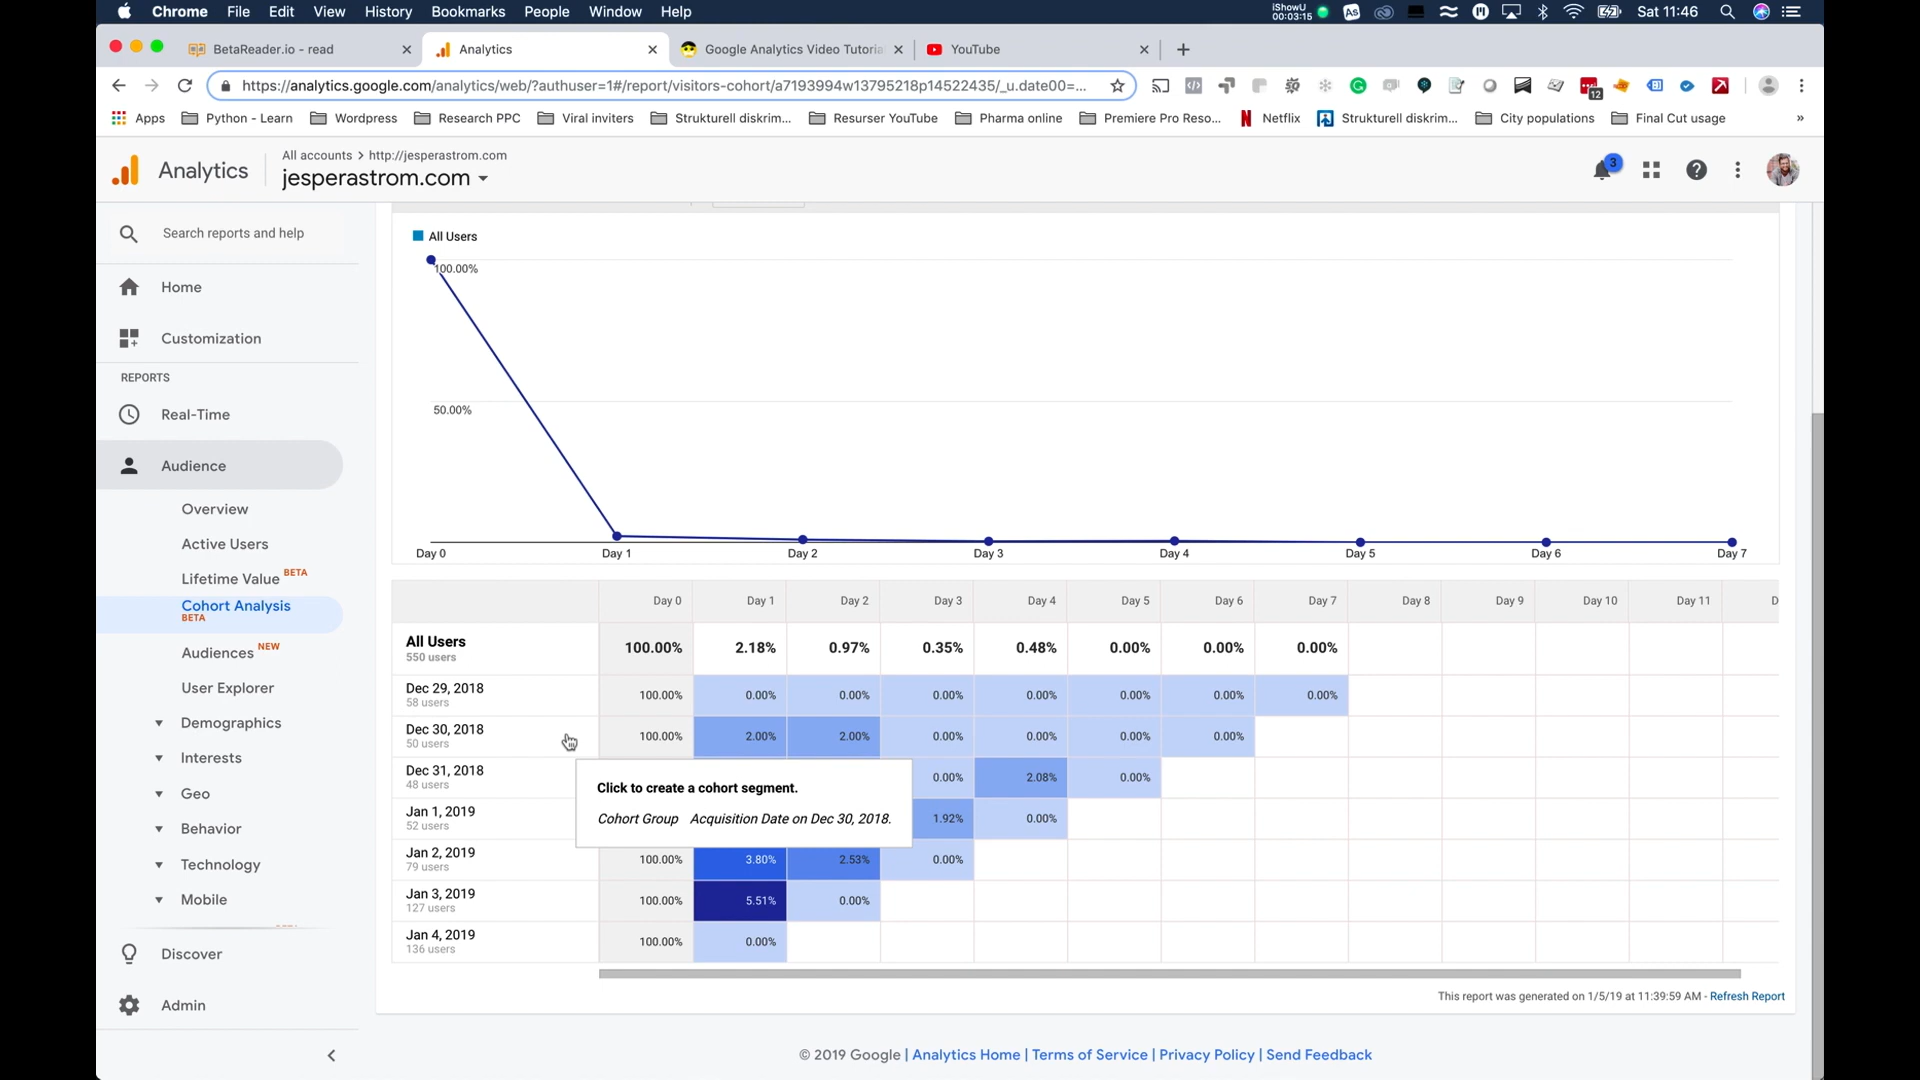 Chrome File Edit View History Bookmarks People Window Help
iShowU
00:03:15
Sat 11:46
BetaReader.io - read
Analytics
Google Analytics Video Tutoria
YouTube
https://analytics.google.com/analytics/web/?authuser=1#/report/visitors-cohort/a7193994w13795218p14522435/_u.date00=...
12
Apps Python - Learn Wordpress Research PPC Viral inviters Strukturell diskrim... Resurser YouTube Pharma online Premiere Pro Reso... Netflix Strukturell diskrim... City populations Final Cut usage »
Analytics
All accounts > http://jesperastrom.com
jesperastrom.com
3
Search reports and help
Home
Customization
REPORTS
Real-Time
Audience
Overview
Active Users
Lifetime Value BETA
Cohort Analysis
BETA
Audiences NEW
User Explorer
Demographics
Interests
Geo
Behavior
Technology
Mobile
Discover
Admin
All Users
100.00%
50.00%
Day 0 Day 1 Day 2 Day 3 Day 4 Day 5 Day 6 Day 7
Day 0 Day 1 Day 2 Day 3 Day 4 Day 5 Day 6 Day 7 Day 8 Day 9 Day 10 Day 11 D
All Users
550 users
100.00% 2.18% 0.97% 0.35% 0.48% 0.00% 0.00% 0.00%
Dec 29, 2018
58 users
100.00% 0.00% 0.00% 0.00% 0.00% 0.00% 0.00% 0.00%
Dec 30, 2018
50 users
100.00% 2.00% 2.00% 0.00% 0.00% 0.00% 0.00%
Dec 31, 2018
48 users
0.00% 2.08% 0.00%
Click to create a cohort segment.
Cohort Group Acquisition Date on Dec 30, 2018.
Jan 1, 2019
52 users
1.92% 0.00%
Jan 2, 2019
79 users
100.00% 3.80% 2.53% 0.00%
Jan 3, 2019
127 users
100.00% 5.51% 0.00%
Jan 4, 2019
136 users
100.00% 0.00%
This report was generated on 1/5/19 at 11:39:59 AM - Refresh Report
© 2019 Google | Analytics Home | Terms of Service | Privacy Policy | Send Feedback